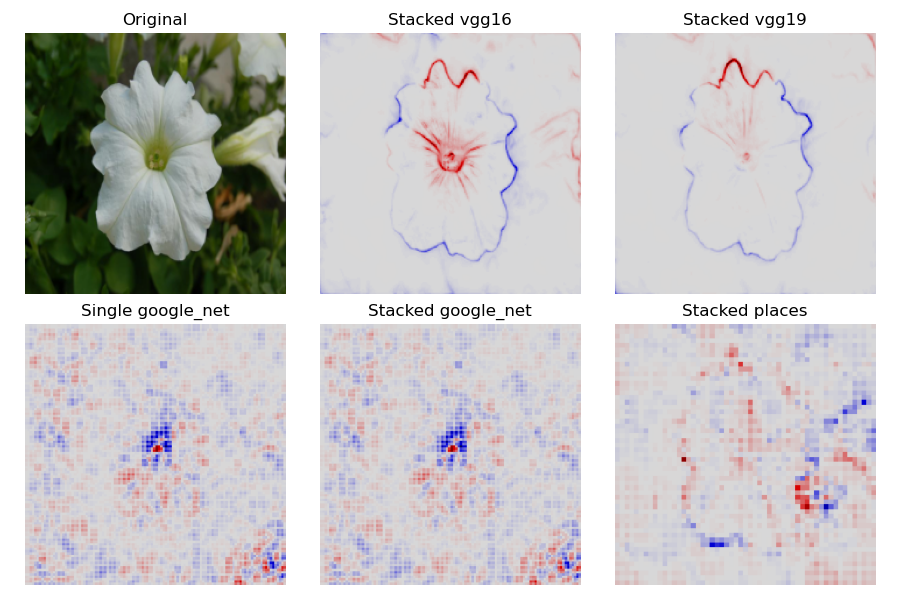 Original
Stacked vgg16
Stacked vgg19
Single google_net
Stacked google_net
Stacked places